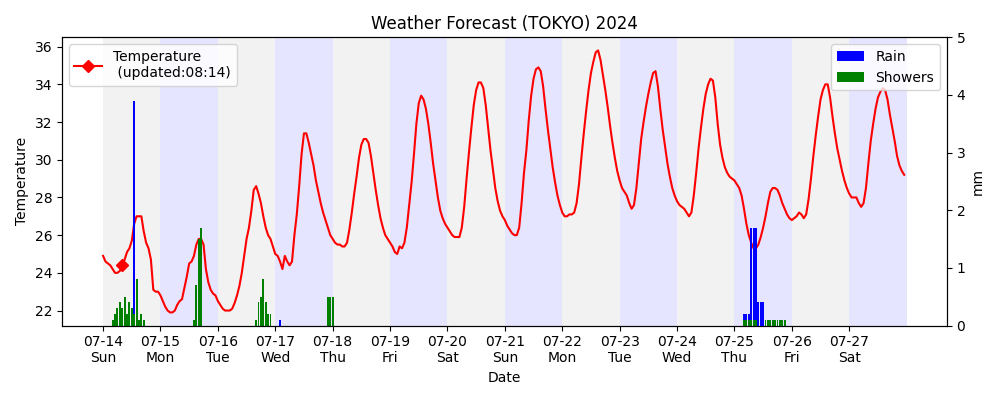 Weather Forecast (TOKYO) 2024
Temperature
(updated:08:14)
Rain
Showers
36
34
32
30
28
26
24
22
Temperature
5
4
3
2
1
0
mm
07-14 07-15 07-16 07-17 07-18 07-19 07-20 07-21 07-22 07-23 07-24 07-25 07-26 07-27
Sun Mon Tue Wed Thu Fri Sat Sun Mon Tue Wed Thu Fri Sat
Date